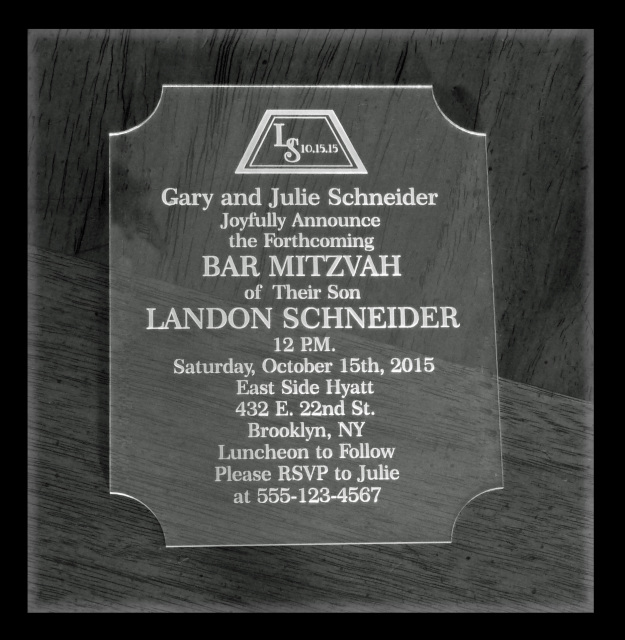 LS 10.15.15
Gary and Julie Schneider
Joyfully Announce
the Forthcoming
BAR MITZVAH
of Their Son
LANDON SCHNEIDER
12 P.M.
Saturday, October 15th, 2015
East Side Hyatt
432 E. 22nd St.
Brooklyn, NY
Luncheon to Follow
Please RSVP to Julie
at 555-123-4567